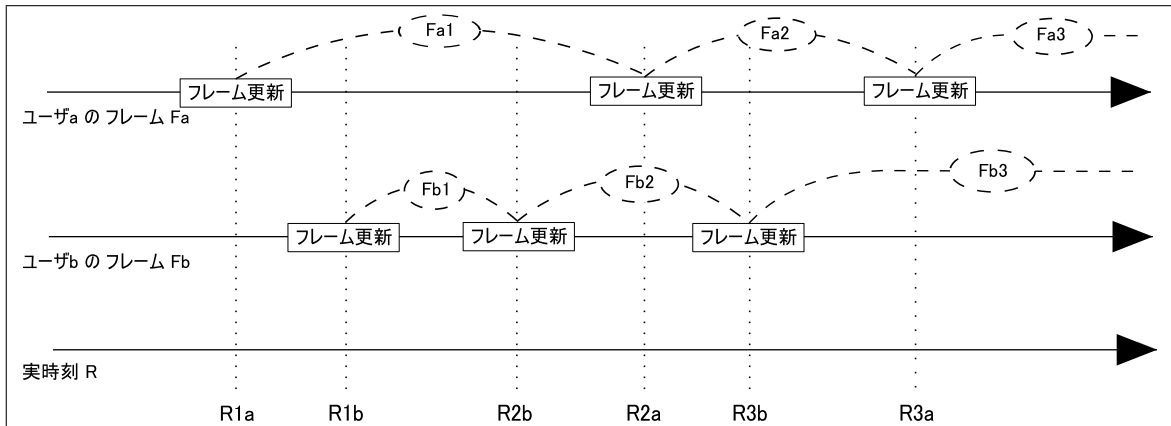 Fa1
Fa2
Fa3
フレーム更新
フレーム更新
フレーム更新
ユーザa の フレーム Fa
Fb1
Fb2
Fb3
フレーム更新
フレーム更新
フレーム更新
ユーザb の フレーム Fb
実時刻 R
R1a
R1b
R2b
R2a
R3b
R3a